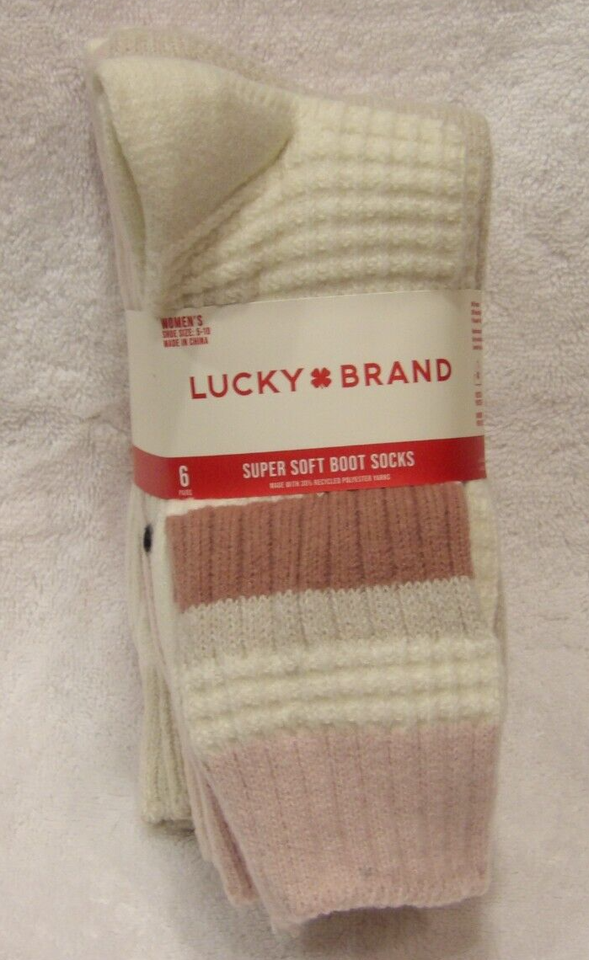 WOMEN'S
SHOE SIZE: 5-10
MADE IN CHINA
LUCKY BRAND
6
PAIRS
SUPER SOFT BOOT SOCKS
MADE WITH 30% RECYCLED POLYESTER YARNS